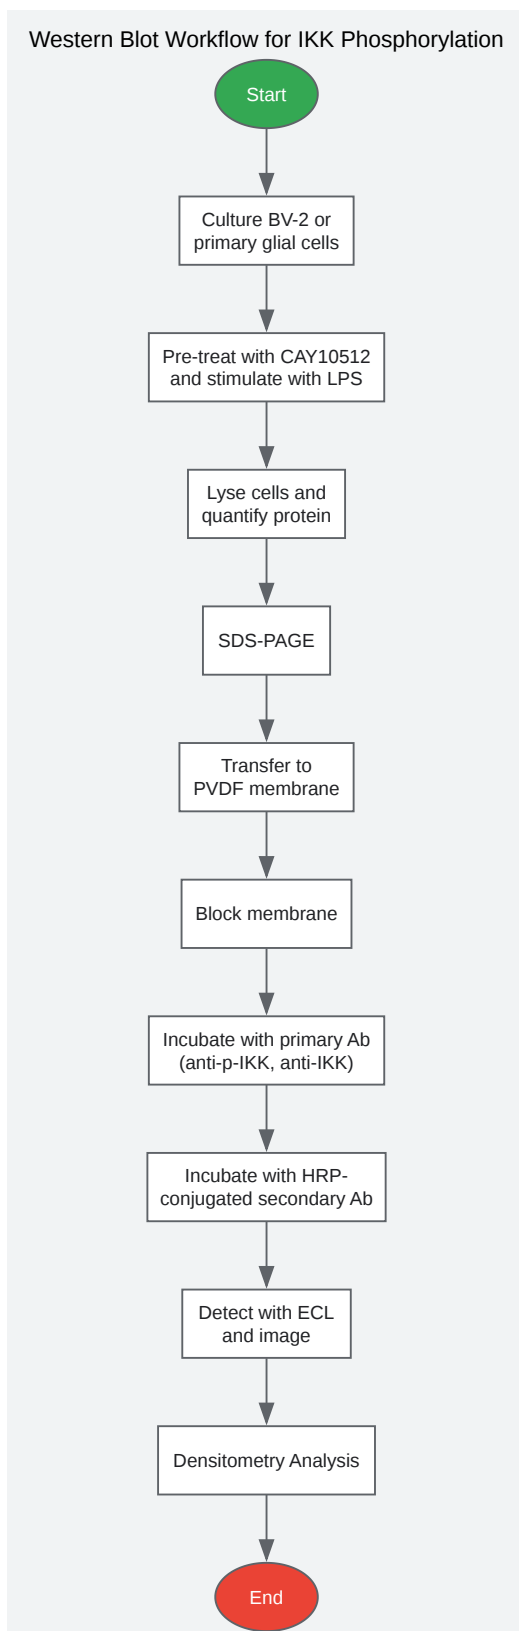 Western Blot Workflow for IKK Phosphorylation
Start
Culture BV-2 or
primary glial cells
Pre-treat with CAY10512
and stimulate with LPS
Lyse cells and
quantify protein
SDS-PAGE
Transfer to
PVDF membrane
Block membrane
Incubate with primary Ab
(anti-p-IKK, anti-IKK)
Incubate with HRP-
conjugated secondary Ab
Detect with ECL
and image
Densitometry Analysis
End